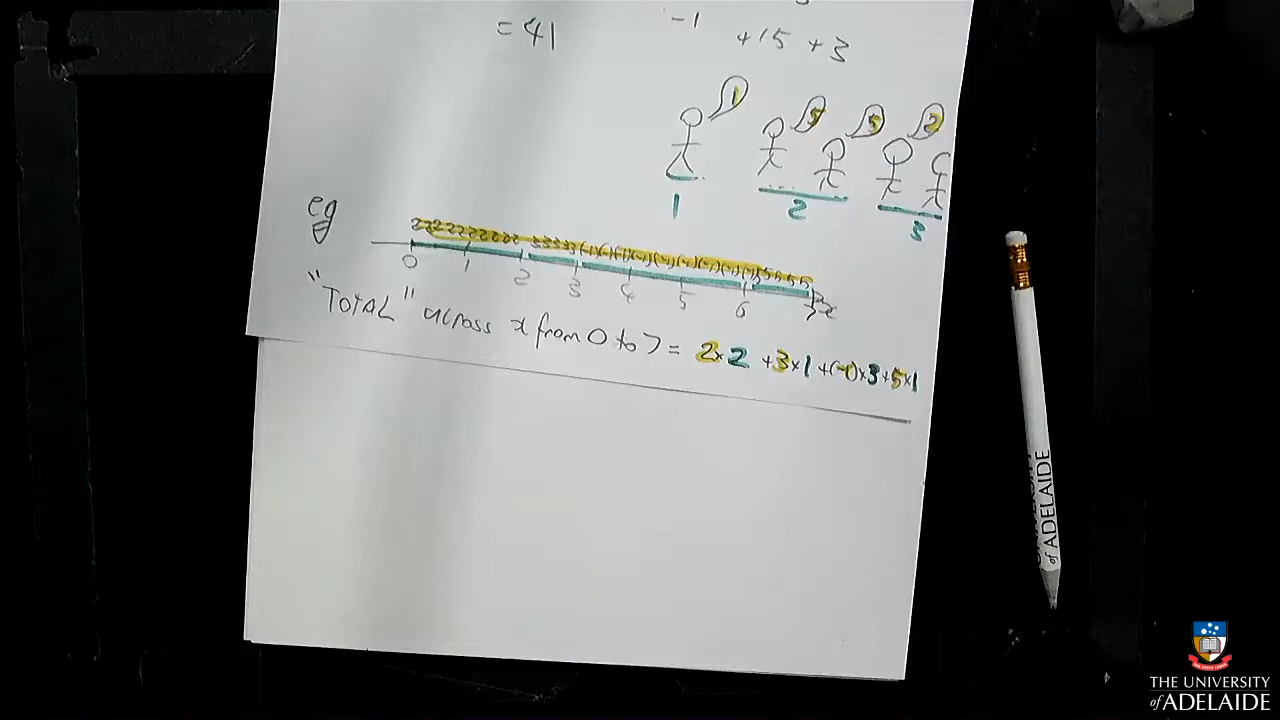 = 41
-1
+15 +3
1 5 5 2
1 2 3
eg
0 1 2 3 4 5 6 7 x
"TOTAL" across x from 0 to 7 = 2×2 +3×1+(-1)×3+5×1
of ADELAIDE
THE UNIVERSITY
of ADELAIDE